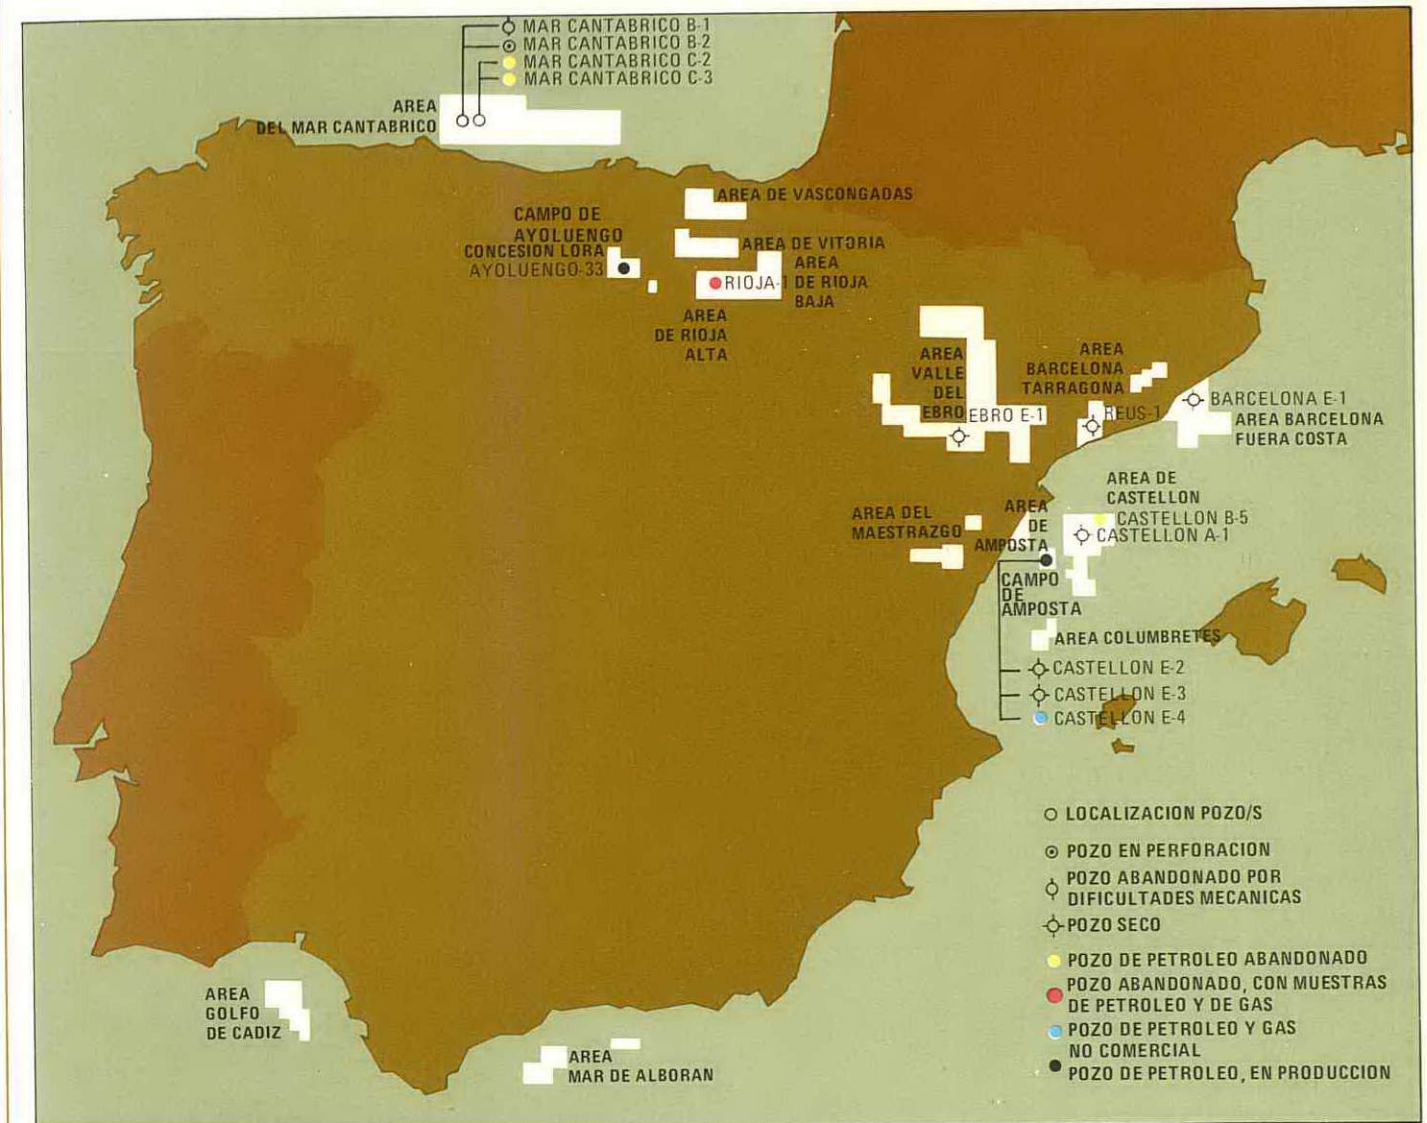 MAR CANTABRICO B-1
MAR CANTABRICO B-2
MAR CANTABRICO C-2
MAR CANTABRICO C-3
AREA
DEL MAR CANTABRICO
AREA DE VASCONGADAS
CAMPO DE
AYOLUENGO
CONCESION LORA
AYOLUENGO-33
AREA DE VITORIA
AREA
DE RIOJA
BAJA
RIOJA-1
AREA
DE RIOJA
ALTA
AREA
VALLE
DEL
EBRO
EBRO E-1
AREA
BARCELONA
TARRAGONA
REUS-1
BARCELONA E-1
AREA BARCELONA
FUERA COSTA
AREA DE
CASTELLON
CASTELLON B-5
CASTELLON A-1
AREA DEL
MAESTRAZGO
AREA
DE
AMPOSTA
CAMPO
DE
AMPOSTA
AREA COLUMBRETES
CASTELLON E-2
CASTELLON E-3
CASTELLON E-4
LOCALIZACION POZO/S
POZO EN PERFORACION
POZO ABANDONADO POR
DIFICULTADES MECANICAS
POZO SECO
POZO DE PETROLEO ABANDONADO
POZO ABANDONADO, CON MUESTRAS
DE PETROLEO Y DE GAS
POZO DE PETROLEO Y GAS
NO COMERCIAL
POZO DE PETROLEO, EN PRODUCCION
AREA
GOLFO
DE CADIZ
AREA
MAR DE ALBORAN